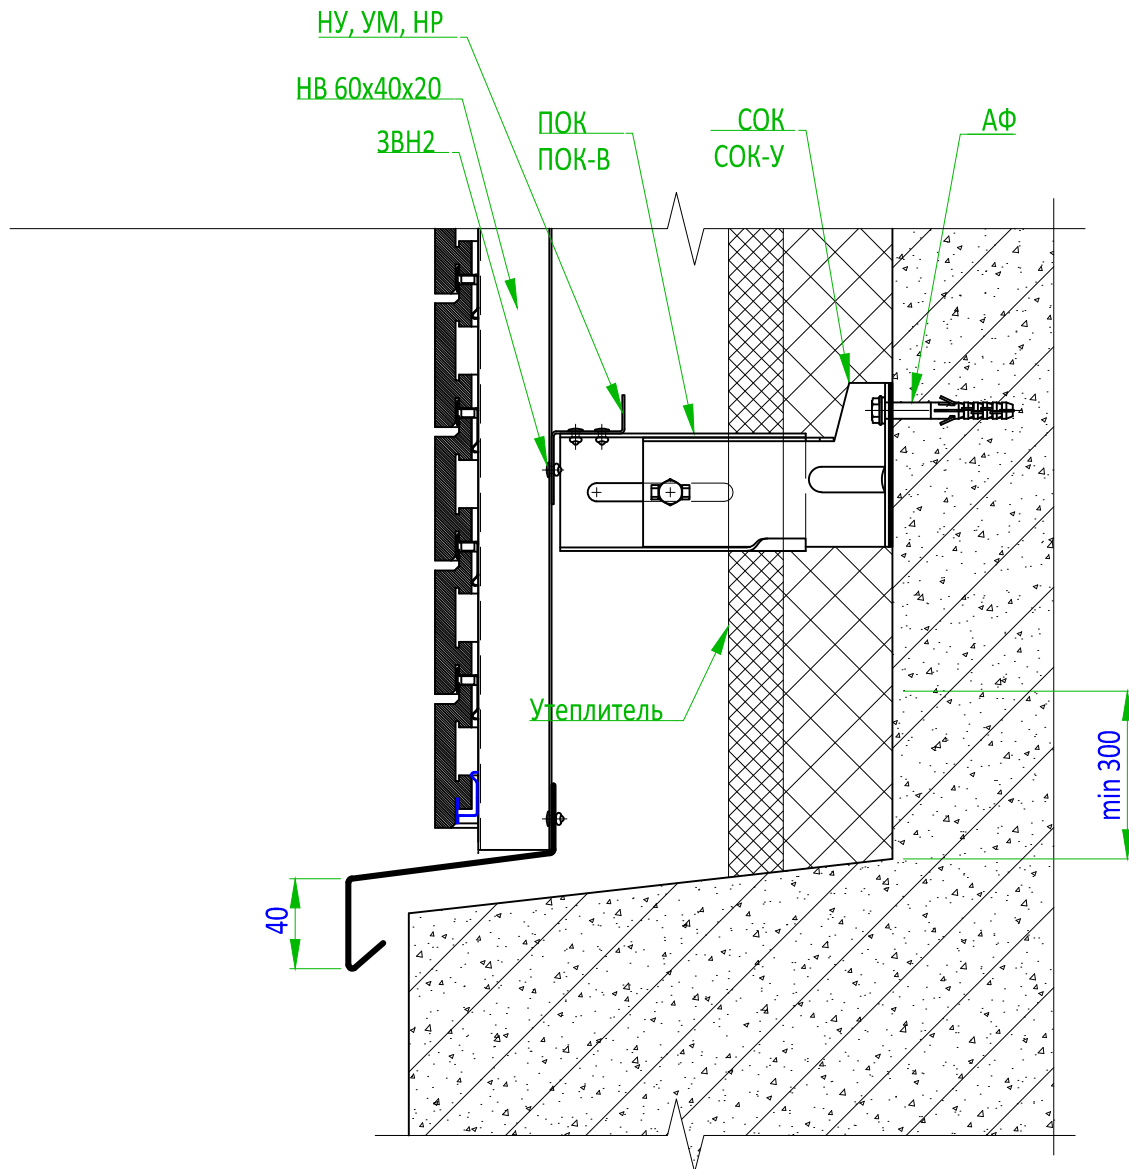 НУ, УМ, НР
НВ 60х40х20
ЗВН2
ПОК
ПОК-В
СОК
СОК-У
АФ
Утеплитель
min 300
40